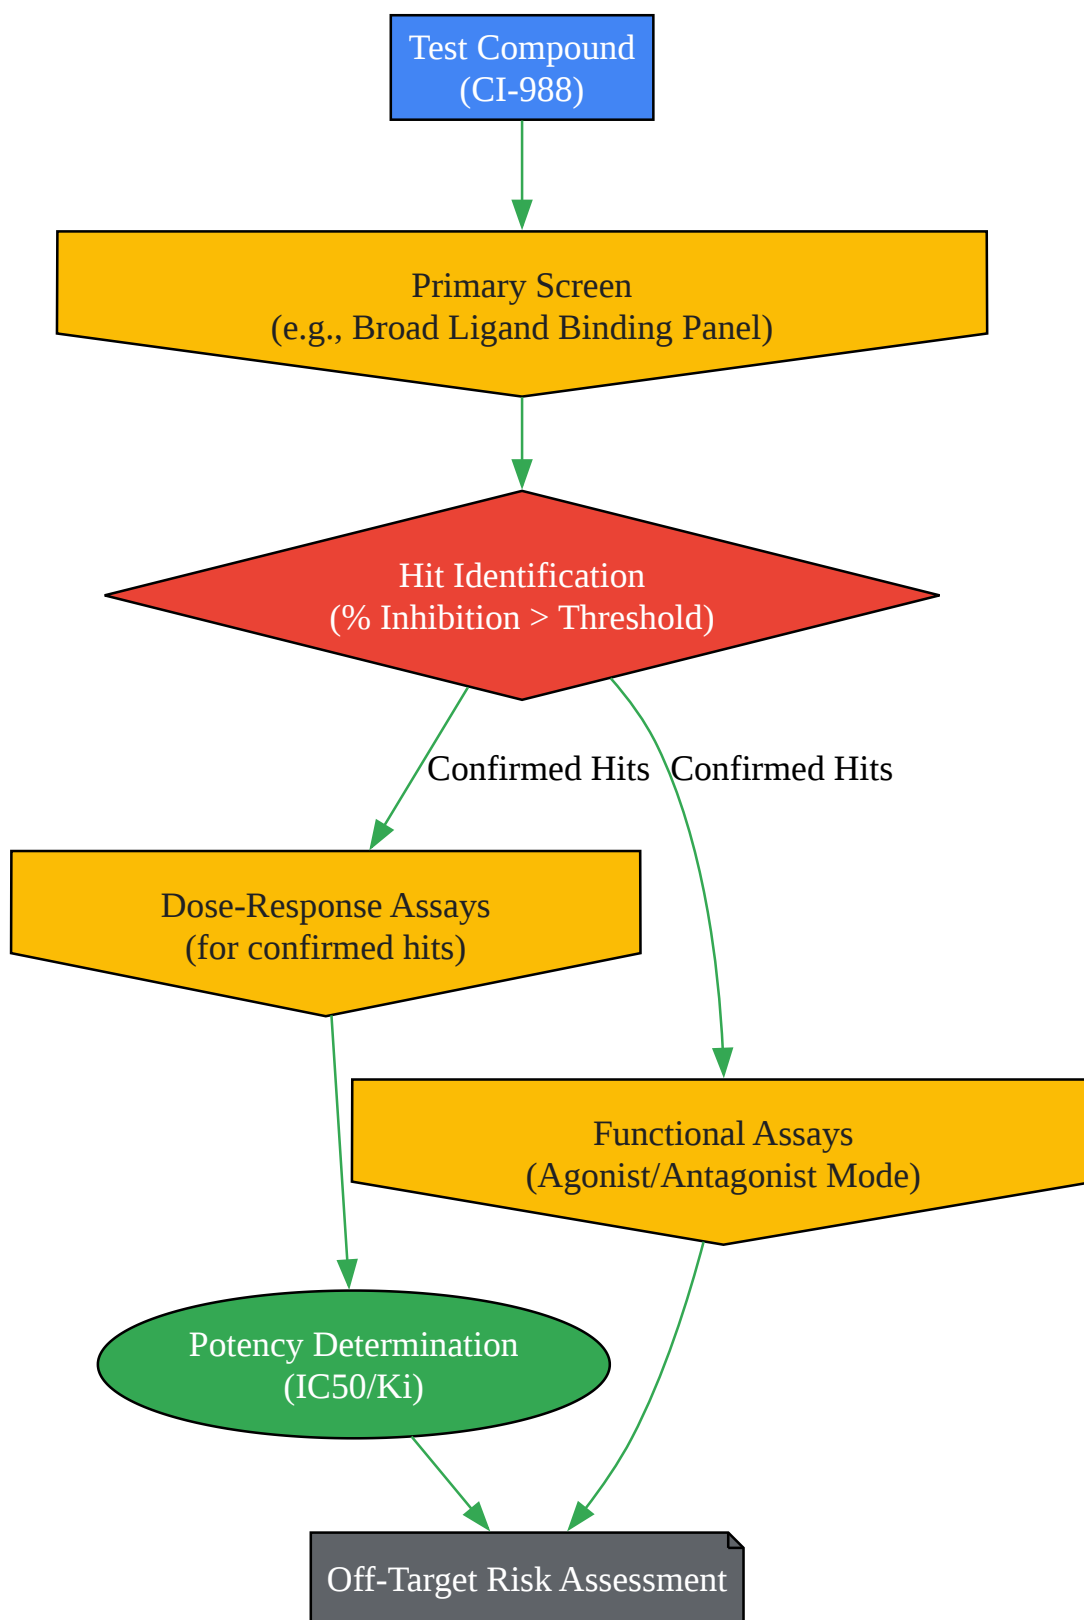 Test Compound
(CI-988)
Primary Screen
(e.g., Broad Ligand Binding Panel)
Hit Identification
(% Inhibition > Threshold)
Confirmed Hits
Confirmed Hits
Dose-Response Assays
(for confirmed hits)
Functional Assays
(Agonist/Antagonist Mode)
Potency Determination
(IC50/Ki)
Off-Target Risk Assessment